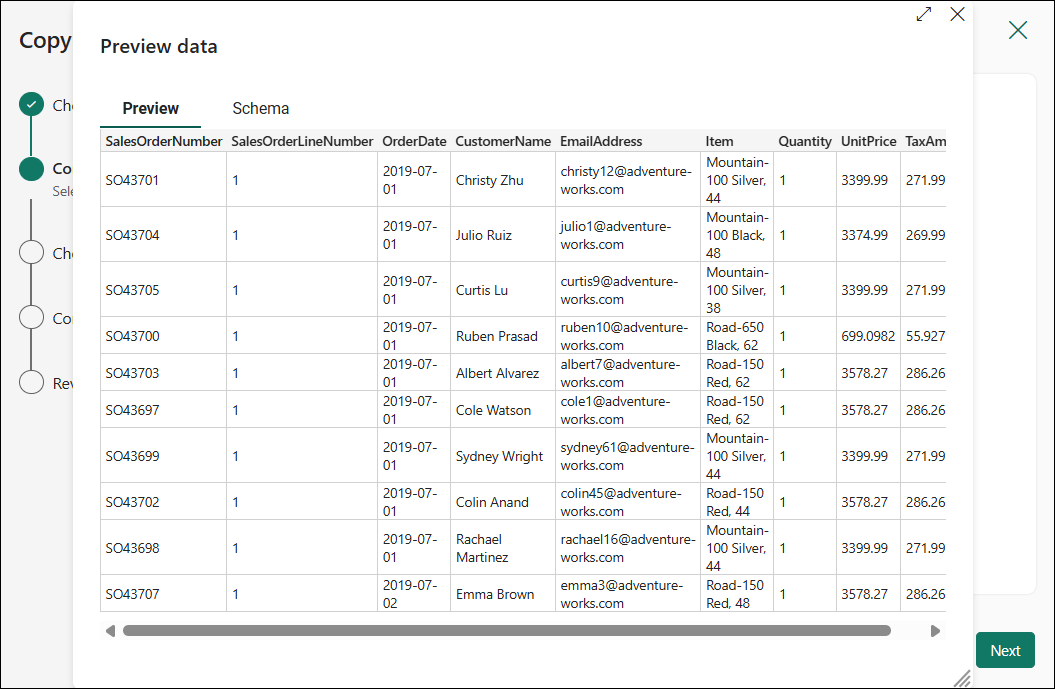 Copy
Preview data
Preview Schema
SalesOrderNumber SalesOrderLineNumber OrderDate CustomerName EmailAddress Item Quantity UnitPrice TaxAm
SO43701 1 2019-07-01 Christy Zhu christy12@adventure-works.com Mountain-100 Silver, 44 1 3399.99 271.99
SO43704 1 2019-07-01 Julio Ruiz julio1@adventure-works.com Mountain-100 Black, 48 1 3374.99 269.99
SO43705 1 2019-07-01 Curtis Lu curtis9@adventure-works.com Mountain-100 Silver, 38 1 3399.99 271.99
SO43700 1 2019-07-01 Ruben Prasad ruben10@adventure-works.com Road-650 Black, 62 1 699.0982 55.927
SO43703 1 2019-07-01 Albert Alvarez albert7@adventure-works.com Road-150 Red, 62 1 3578.27 286.26
SO43697 1 2019-07-01 Cole Watson cole1@adventure-works.com Road-150 Red, 62 1 3578.27 286.26
SO43699 1 2019-07-01 Sydney Wright sydney61@adventure-works.com Mountain-100 Silver, 44 1 3399.99 271.99
SO43702 1 2019-07-01 Colin Anand colin45@adventure-works.com Road-150 Red, 44 1 3578.27 286.26
SO43698 1 2019-07-01 Rachael Martinez rachael16@adventure-works.com Mountain-100 Silver, 44 1 3399.99 271.99
SO43707 1 2019-07-02 Emma Brown emma3@adventure-works.com Road-150 Red, 48 1 3578.27 286.26
Next